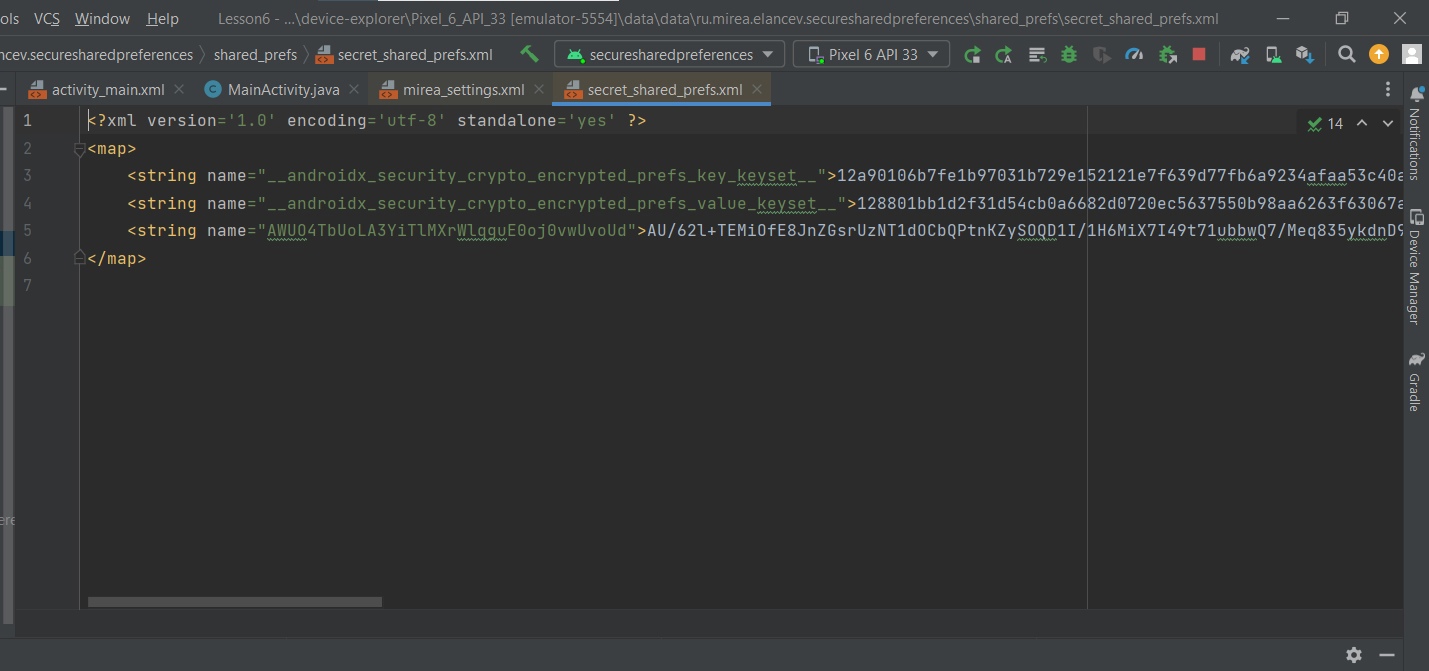 ols VCS Window Help Lesson6 - ...\device-explorer\Pixel_6_API_33 [emulator-5554]\data\data\ru.mirea.elancev.securesharedpreferences\shared_prefs\secret_shared_prefs.xml
ncev.securesharedpreferences shared_prefs secret_shared_prefs.xml securesharedpreferences Pixel 6 API 33
activity_main.xml MainActivity.java mirea_settings.xml secret_shared_prefs.xml
1 <?xml version='1.0' encoding='utf-8' standalone='yes' ?>
14
2 <map>
3 <string name="__androidx_security_crypto_encrypted_prefs_key_keyset__">12a90106b7fe1b97031b729e152121e7f639d77fb6a9234afaa53c40a
4 <string name="__androidx_security_crypto_encrypted_prefs_value_keyset__">128801bb1d2f31d54cb0a6682d0720ec5637550b98aa6263f63067a
5 <string name="AWUO4TbUoLA3YiTlMXrWlgguE0oj0vwUvoUd">AU/62l+TEMiOfE8JnZGsrUzNT1dOCbQPtnKZySOQD1I/1H6MiX7I49t71ubbwQ7/Meq835ykdnD9
6 </map>
7
Notifications
Device Manager
Gradle
ere